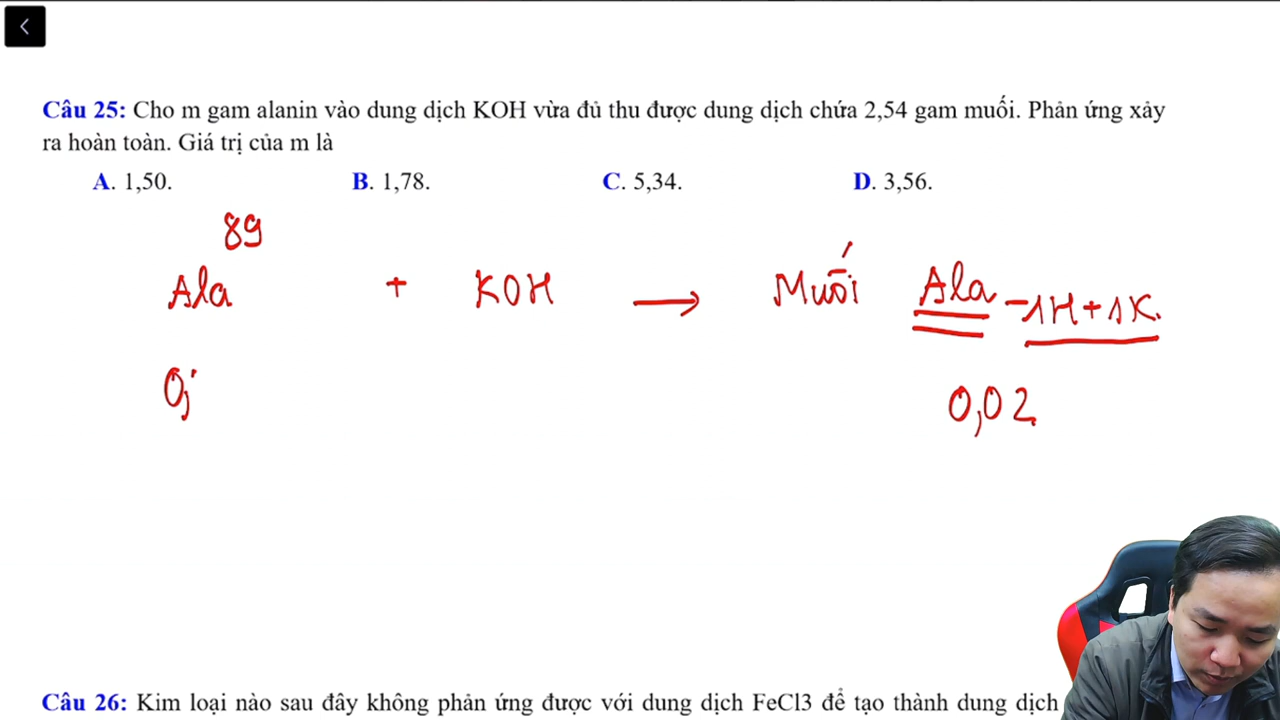 Câu 25: Cho m gam alanin vào dung dịch KOH vừa đủ thu được dung dịch chứa 2,54 gam muối. Phản ứng xảy
ra hoàn toàn. Giá trị của m là
A. 1,50. B. 1,78. C. 5,34. D. 3,56.
89
Ala + KOH → Muối Ala -1H+1K.
0, 0,02
Câu 26: Kim loại nào sau đây không phản ứng được với dung dịch FeCl3 để tạo thành dung dịch